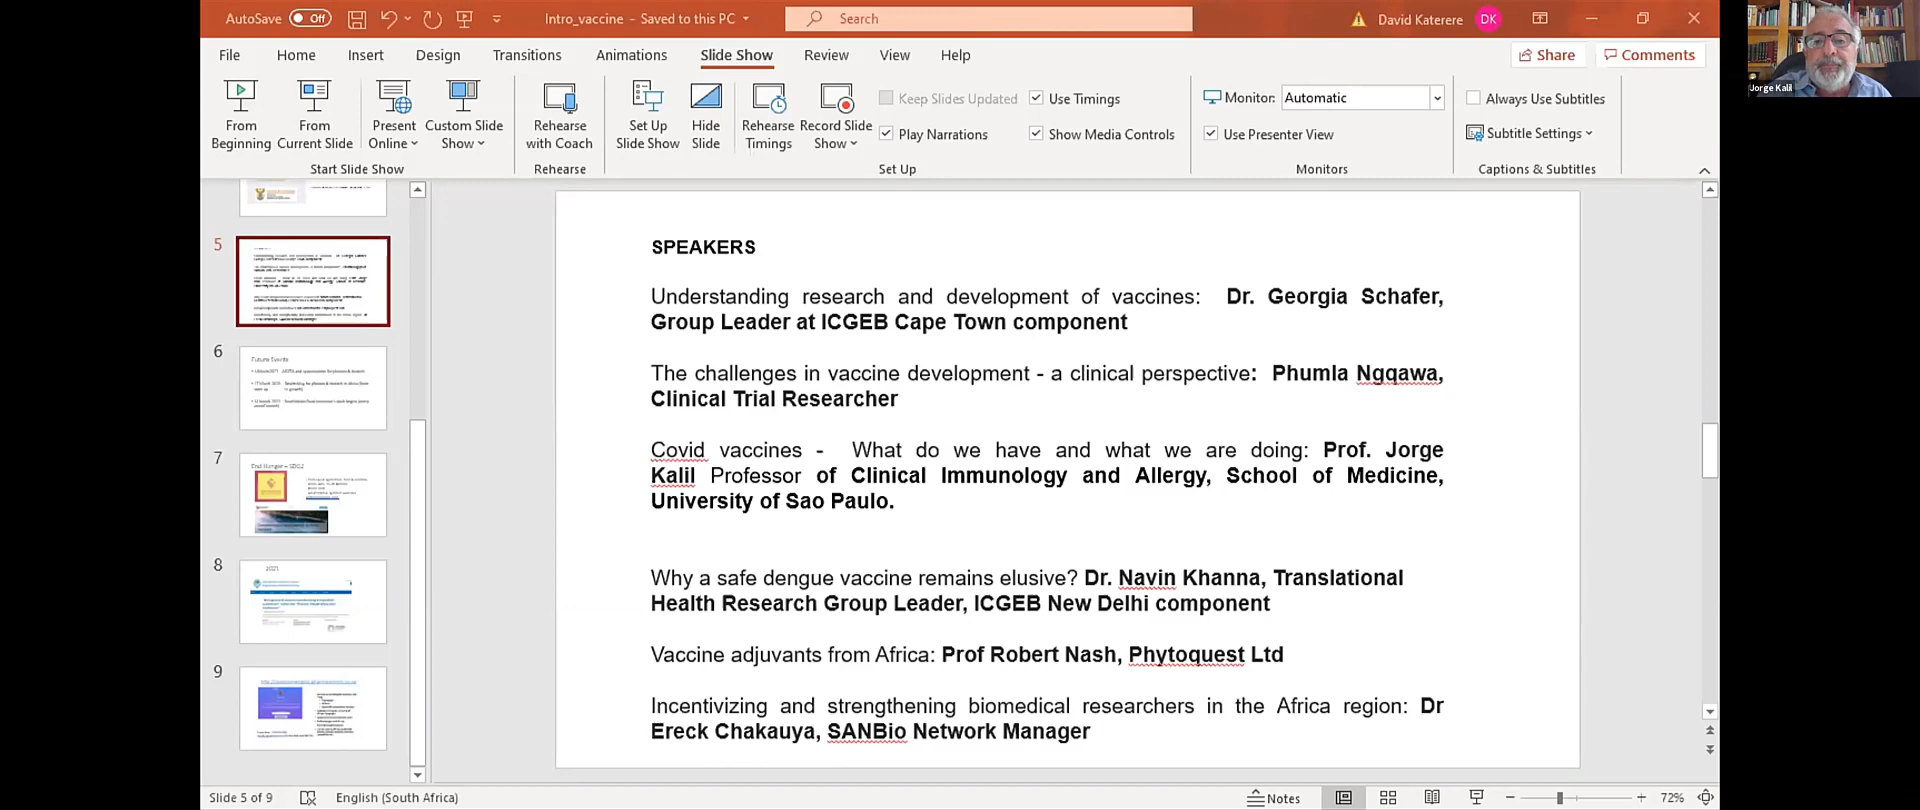 AutoSave Off Intro_vaccine - Saved to this PC Search David Katerere DK
File Home Insert Design Transitions Animations Slide Show Review View Help Share Comments
From Beginning
From Current Slide
Present Online
Custom Slide Show
Rehearse with Coach
Set Up Slide Show
Hide Slide
Rehearse Timings
Record Slide Show
Keep Slides Updated
Play Narrations
Use Timings
Show Media Controls
Monitor: Automatic
Use Presenter View
Always Use Subtitles
Subtitle Settings
Start Slide Show Rehearse Set Up Monitors Captions & Subtitles
Jorge Kalil
5
6
Future Events
7
8
2021
9
SPEAKERS
Understanding research and development of vaccines: Dr. Georgia Schafer,
Group Leader at ICGEB Cape Town component
The challenges in vaccine development - a clinical perspective: Phumla Ngqawa,
Clinical Trial Researcher
Covid vaccines - What do we have and what we are doing: Prof. Jorge
Kalil Professor of Clinical Immunology and Allergy, School of Medicine,
University of Sao Paulo.
Why a safe dengue vaccine remains elusive? Dr. Navin Khanna, Translational
Health Research Group Leader, ICGEB New Delhi component
Vaccine adjuvants from Africa: Prof Robert Nash, Phytoquest Ltd
Incentivizing and strengthening biomedical researchers in the Africa region: Dr
Ereck Chakauya, SANBio Network Manager
Slide 5 of 9 English (South Africa) Notes 72%